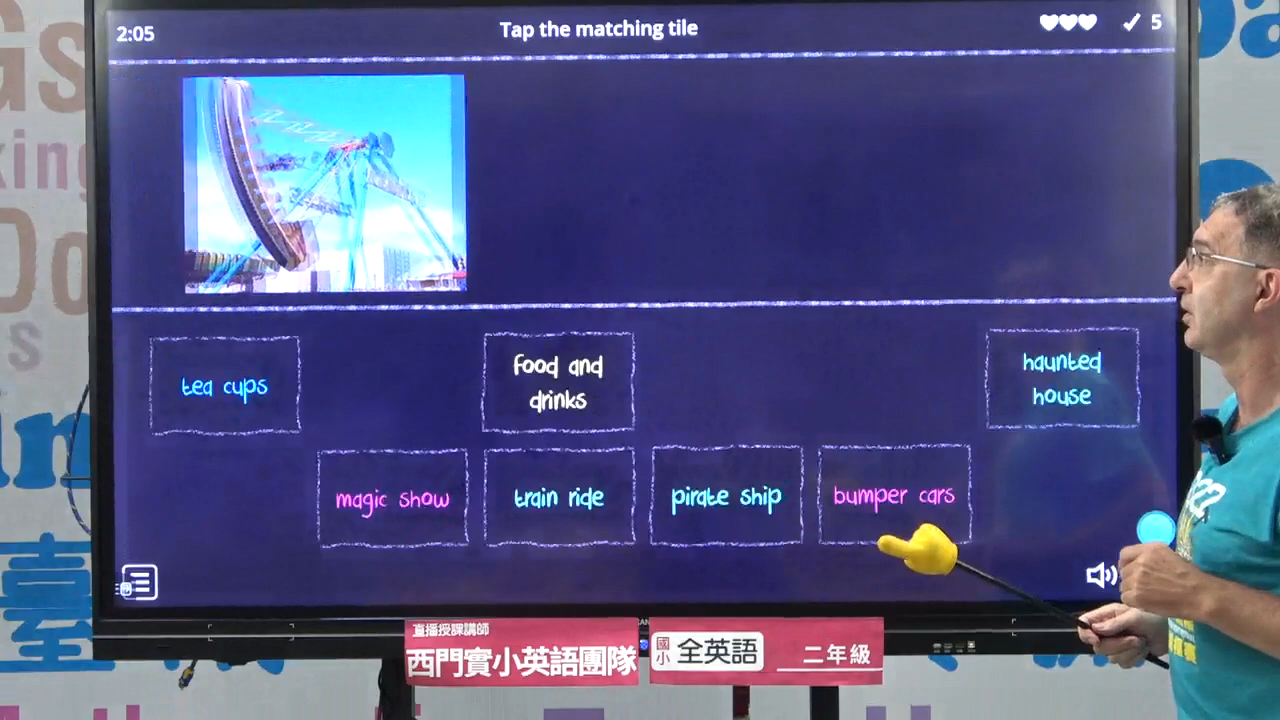 2:05
Tap the matching tile
5
tea cups
food and
drinks
haunted
house
magic show
train ride
pirate ship
bumper cars
直播授課講師
西門實小英語團隊
國小
全英語
二年級
臺